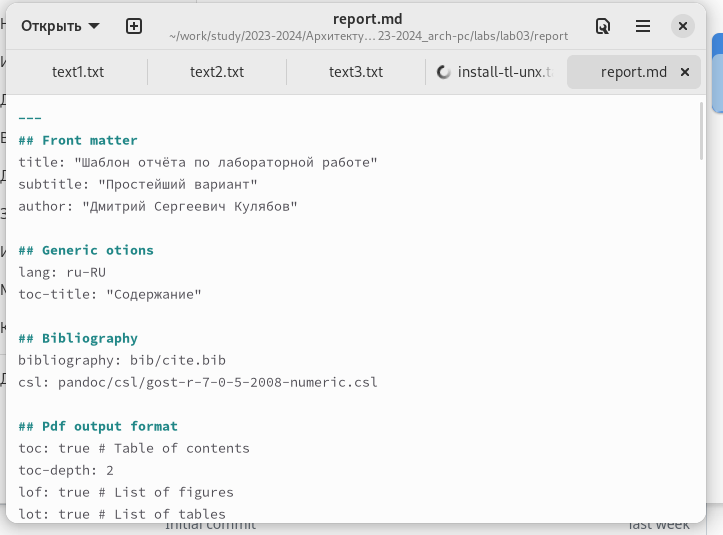 Открыть
report.md
~/work/study/2023-2024/Архитекту…23-2024_arch-pc/labs/lab03/report
text1.txt
text2.txt
text3.txt
install-tl-unx.ta
report.md
---
## Front matter
title: "Шаблон отчёта по лабораторной работе"
subtitle: "Простейший вариант"
author: "Дмитрий Сергеевич Кулябов"
## Generic otions
lang: ru-RU
toc-title: "Содержание"
## Bibliography
bibliography: bib/cite.bib
csl: pandoc/csl/gost-r-7-0-5-2008-numeric.csl
## Pdf output format
toc: true # Table of contents
toc-depth: 2
lof: true # List of figures
lot: true # List of tables
Initial commit
last week